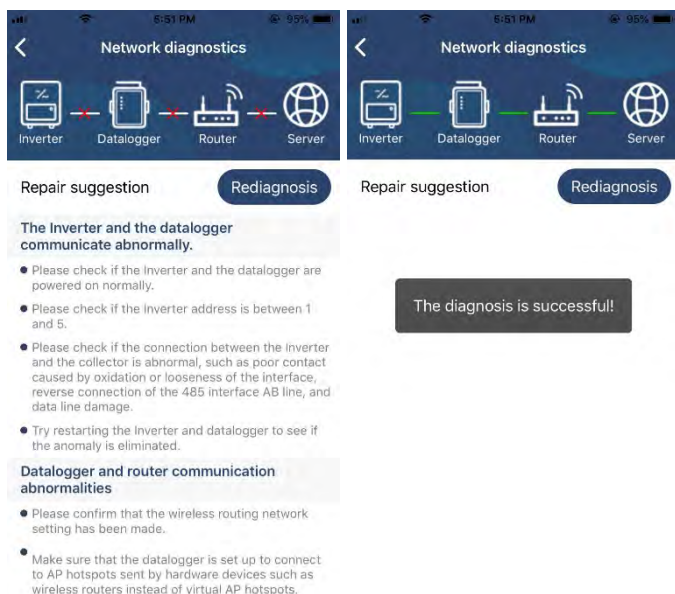 5:51 PM
95%
Network diagnostics
Inverter
Datalogger
Router
Server
Repair suggestion
Rediagnosis
The Inverter and the datalogger
communicate abnormally.
Please check if the Inverter and the datalogger are
powered on normally.
Please check if the Inverter address is between 1
and 5.
Please check if the connection between the Inverter
and the collector is abnormal, such as poor contact
caused by oxidation or looseness of the interface,
reverse connection of the 485 interface AB line, and
data line damage.
Try restarting the Inverter and datalogger to see if
the anomaly is eliminated.
Datalogger and router communication
abnormalities
Please confirm that the wireless routing network
setting has been made.
Make sure that the datalogger is set up to connect
to AP hotspots sent by hardware devices such as
wireless routers instead of virtual AP hotspots.
5:51 PM
95%
Network diagnostics
Inverter
Datalogger
Router
Server
Repair suggestion
Rediagnosis
The diagnosis is successful!